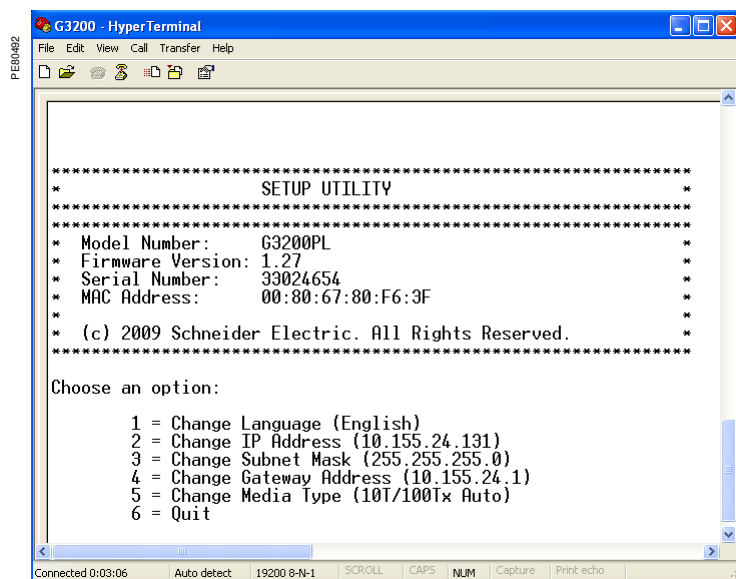 PE80492
G3200 - HyperTerminal
File Edit View Call Transfer Help
****************************************************************
* SETUP UTILITY *
****************************************************************
****************************************************************
* Model Number: G3200PL *
* Firmware Version: 1.27 *
* Serial Number: 33024654 *
* MAC Address: 00:80:67:80:F6:3F *
* *
* (c) 2009 Schneider Electric. All Rights Reserved. *
****************************************************************
Choose an option:
1 = Change Language (English)
2 = Change IP Address (10.155.24.131)
3 = Change Subnet Mask (255.255.255.0)
4 = Change Gateway Address (10.155.24.1)
5 = Change Media Type (10T/100Tx Auto)
6 = Quit
Connected 0:03:06 Auto detect 19200 8-N-1 SCROLL CAPS NUM Capture Print echo